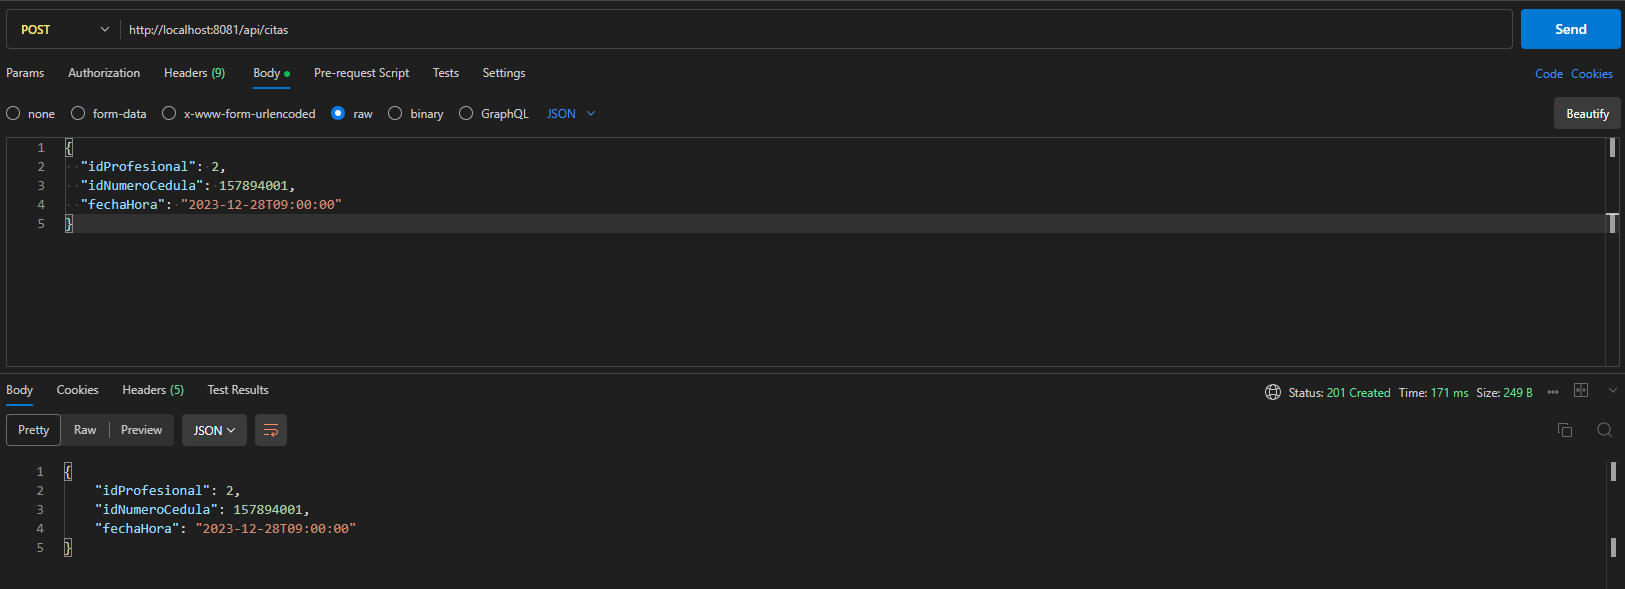 POST http://localhost:8081/api/citas Send
Params Authorization Headers (9) Body Pre-request Script Tests Settings Code Cookies
none form-data x-www-form-urlencoded raw binary GraphQL JSON Beautify
1 {
2 "idProfesional": 2,
3 "idNumeroCedula": 157894001,
4 "fechaHora": "2023-12-28T09:00:00"
5 }
Body Cookies Headers (5) Test Results Status: 201 Created Time: 171 ms Size: 249 B
Pretty Raw Preview JSON
1 {
2 "idProfesional": 2,
3 "idNumeroCedula": 157894001,
4 "fechaHora": "2023-12-28T09:00:00"
5 }